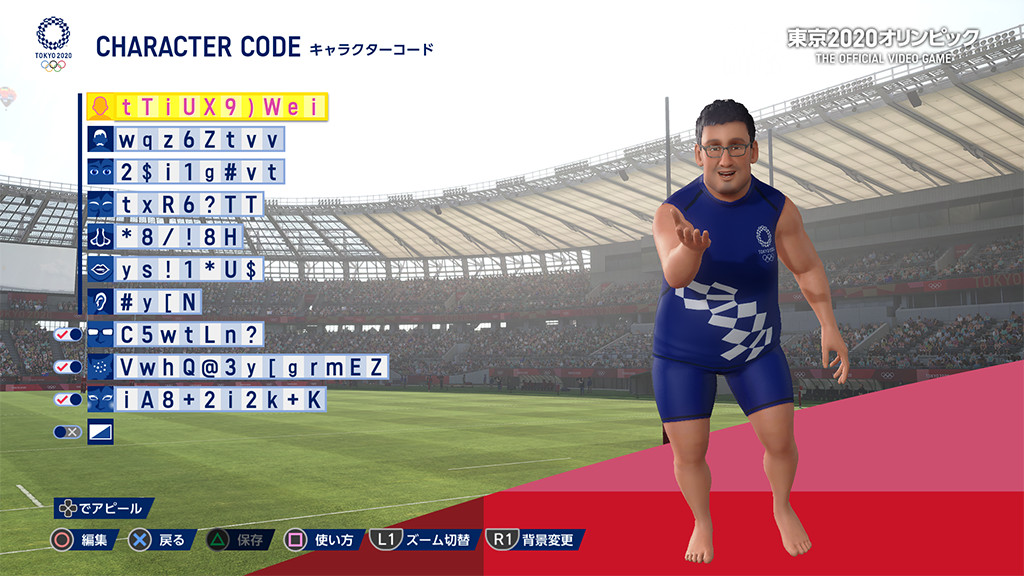 TOKYO 2020
CHARACTER CODE キャラクターコード
東京2020オリンピック
THE OFFICIAL VIDEO GAME
tTiUX9)Wei
wqz6Ztvv
2$i1g#vt
txR6?TT
*8/!8H
ys!1*U$
#y[N
C5wtLn?
VwhQ@3y[grmEZ
iA8+2i2k+K
でアピール
編集 戻る 保存 使い方 L1 ズーム切替 R1 背景変更